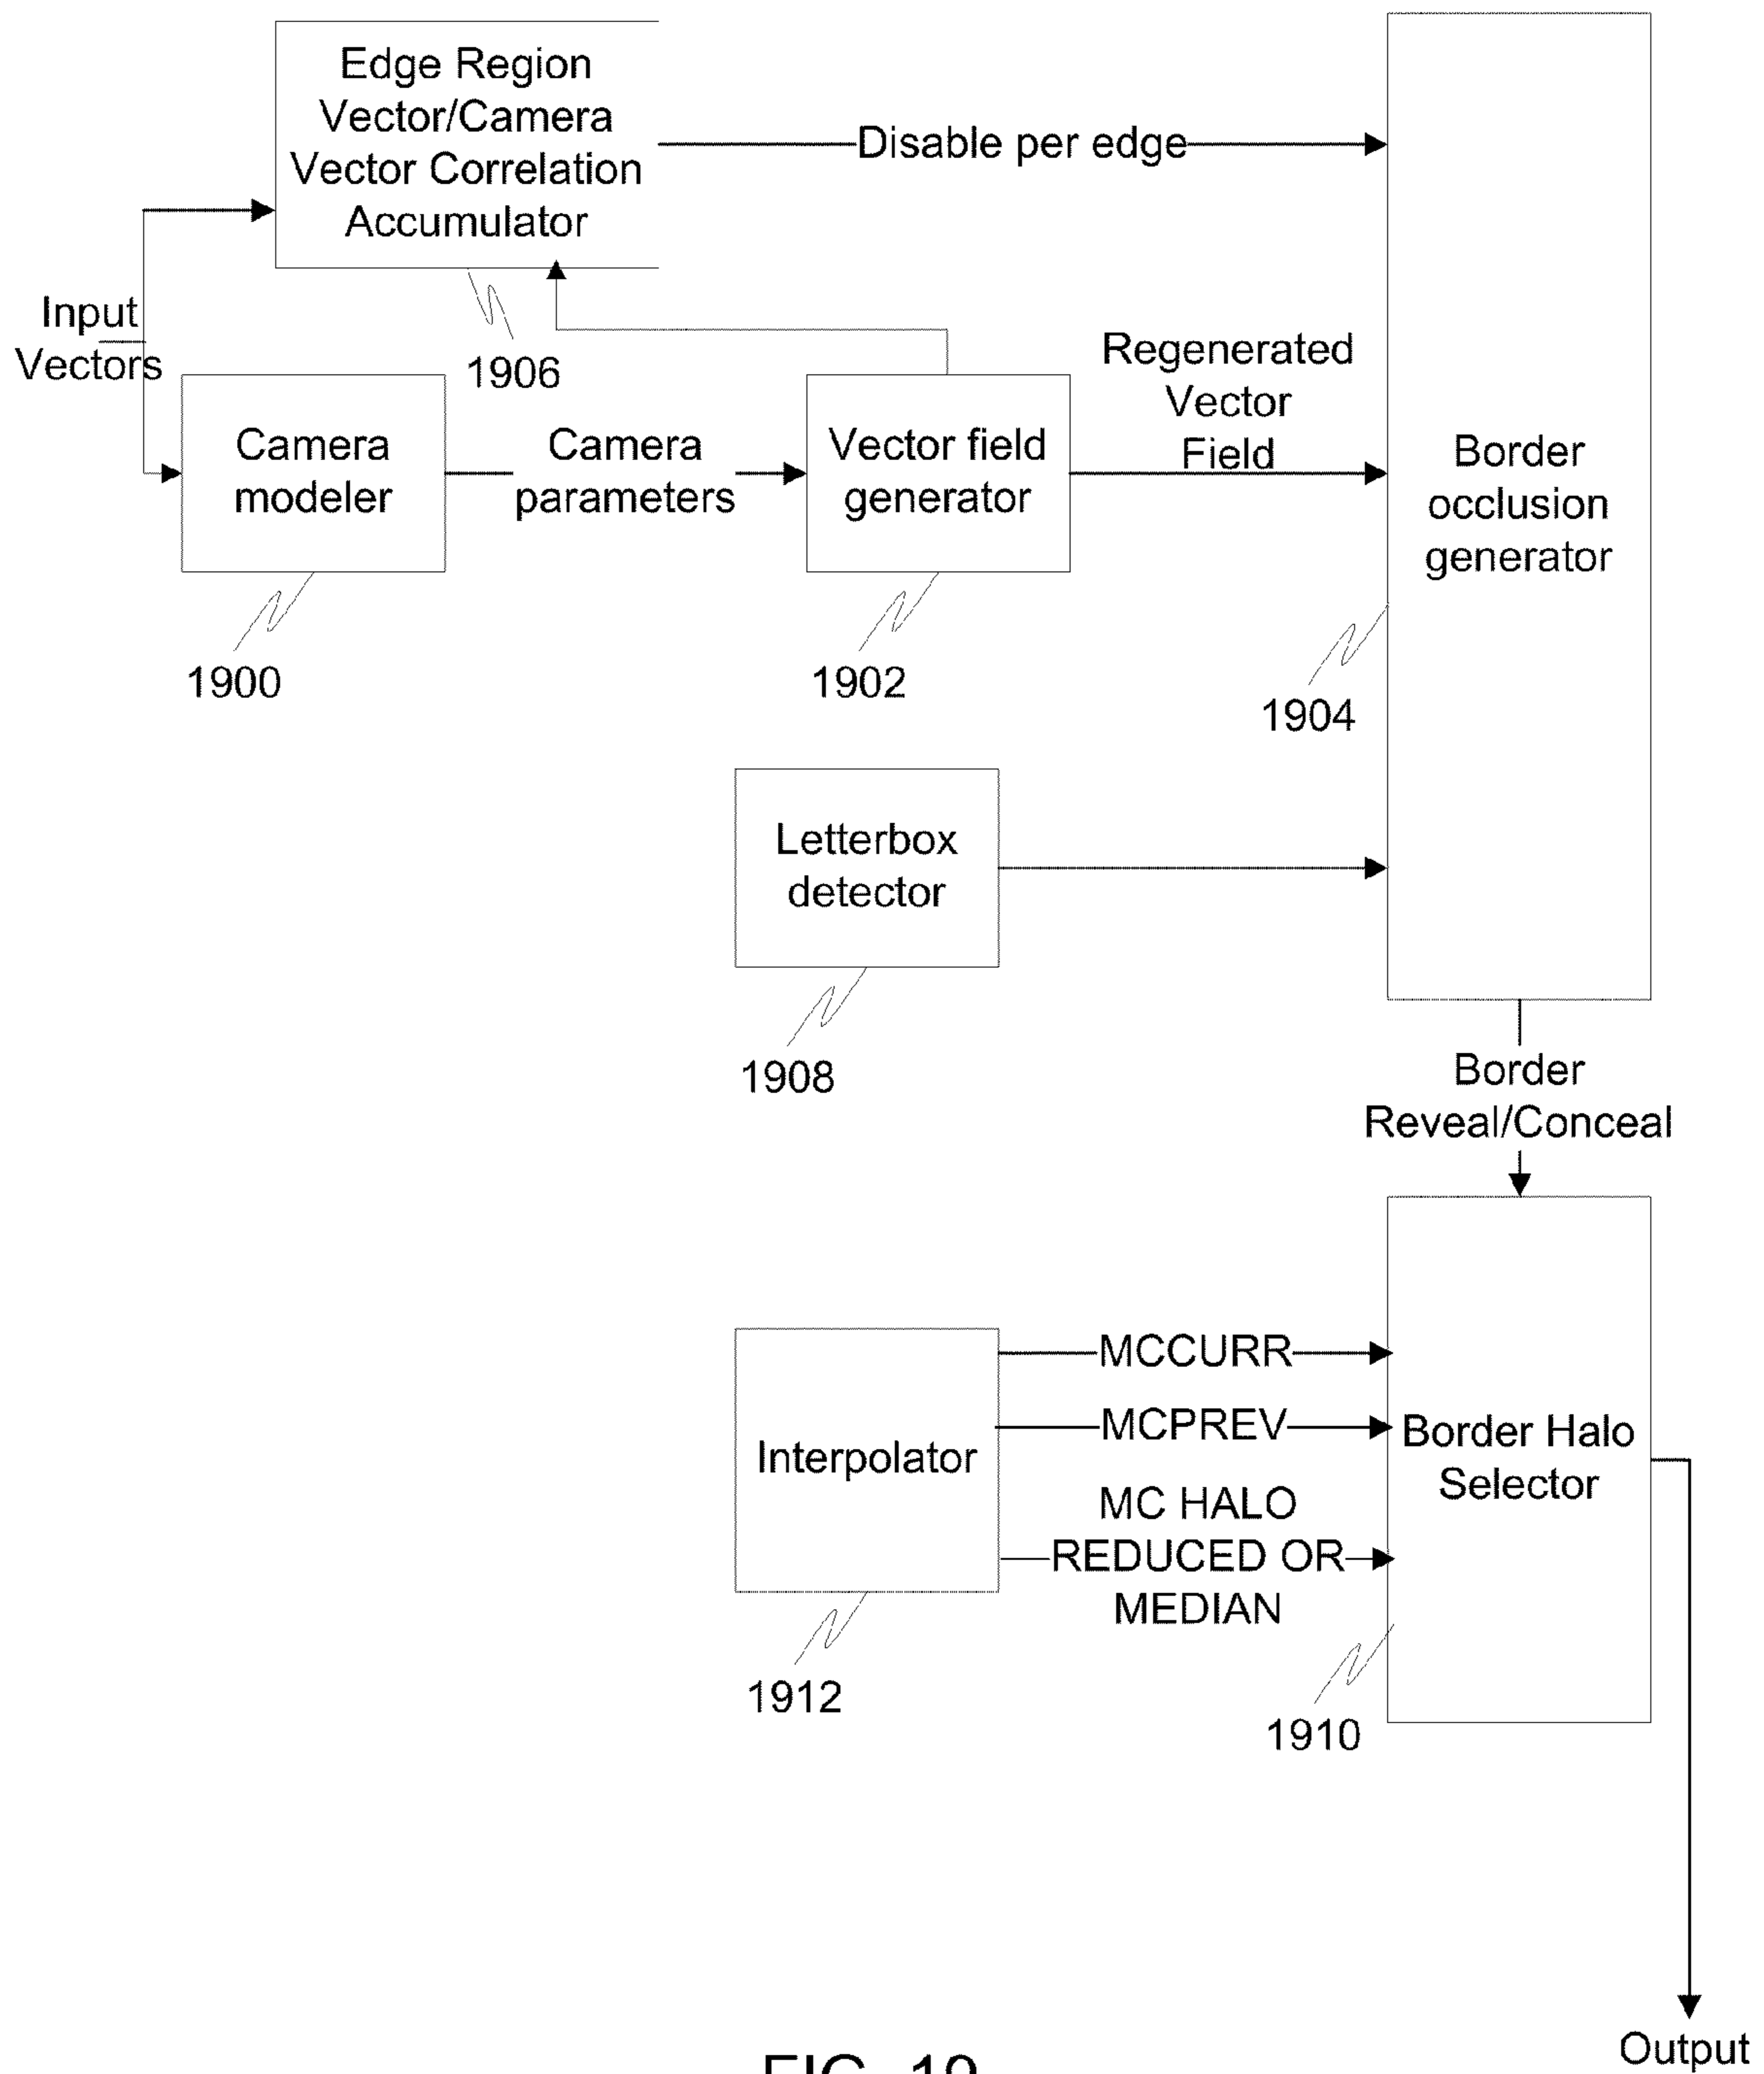 Edge Region
Vector/Camera
Vector Correlation
Accumulator
Disable per edge
Input
Vectors
1906
Regenerated
Vector
Field
Camera
modeler
Camera
parameters
Vector field
generator
Border
occlusion
generator
1900
1902
1904
Letterbox
detector
1908
Border
Reveal/Conceal
Interpolator
MCCURR
MCPREV
MC HALO
REDUCED OR
MEDIAN
Border Halo
Selector
1912
1910
Output
FIG. 19